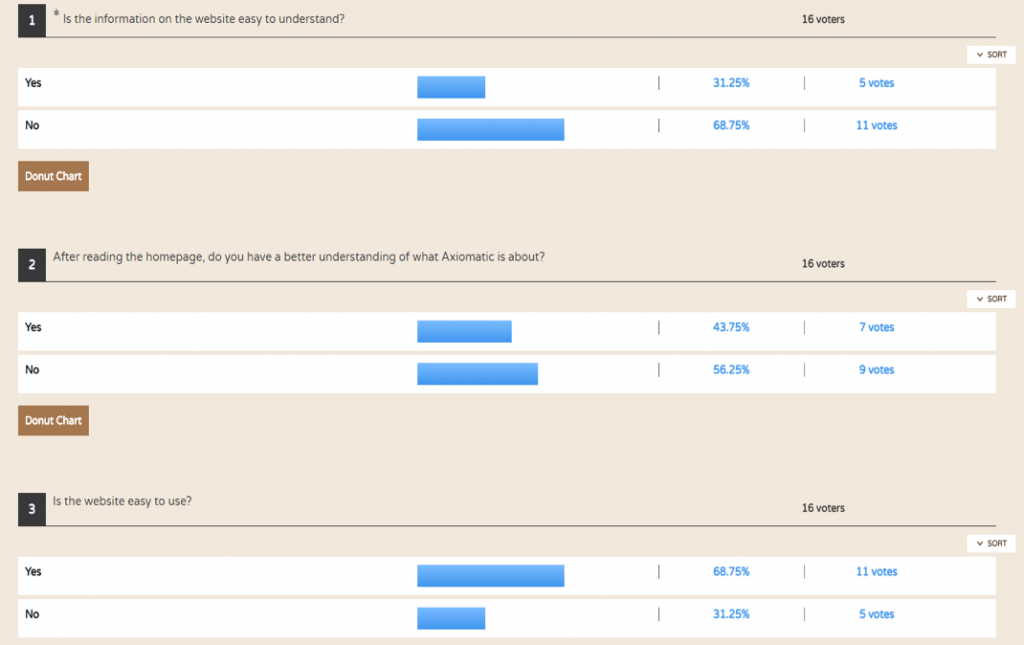 1 * Is the information on the website easy to understand? 16 voters
SORT
Yes 31.25% 5 votes
No 68.75% 11 votes
Donut Chart
2 After reading the homepage, do you have a better understanding of what Axiomatic is about? 16 voters
SORT
Yes 43.75% 7 votes
No 56.25% 9 votes
Donut Chart
3 Is the website easy to use? 16 voters
SORT
Yes 68.75% 11 votes
No 31.25% 5 votes